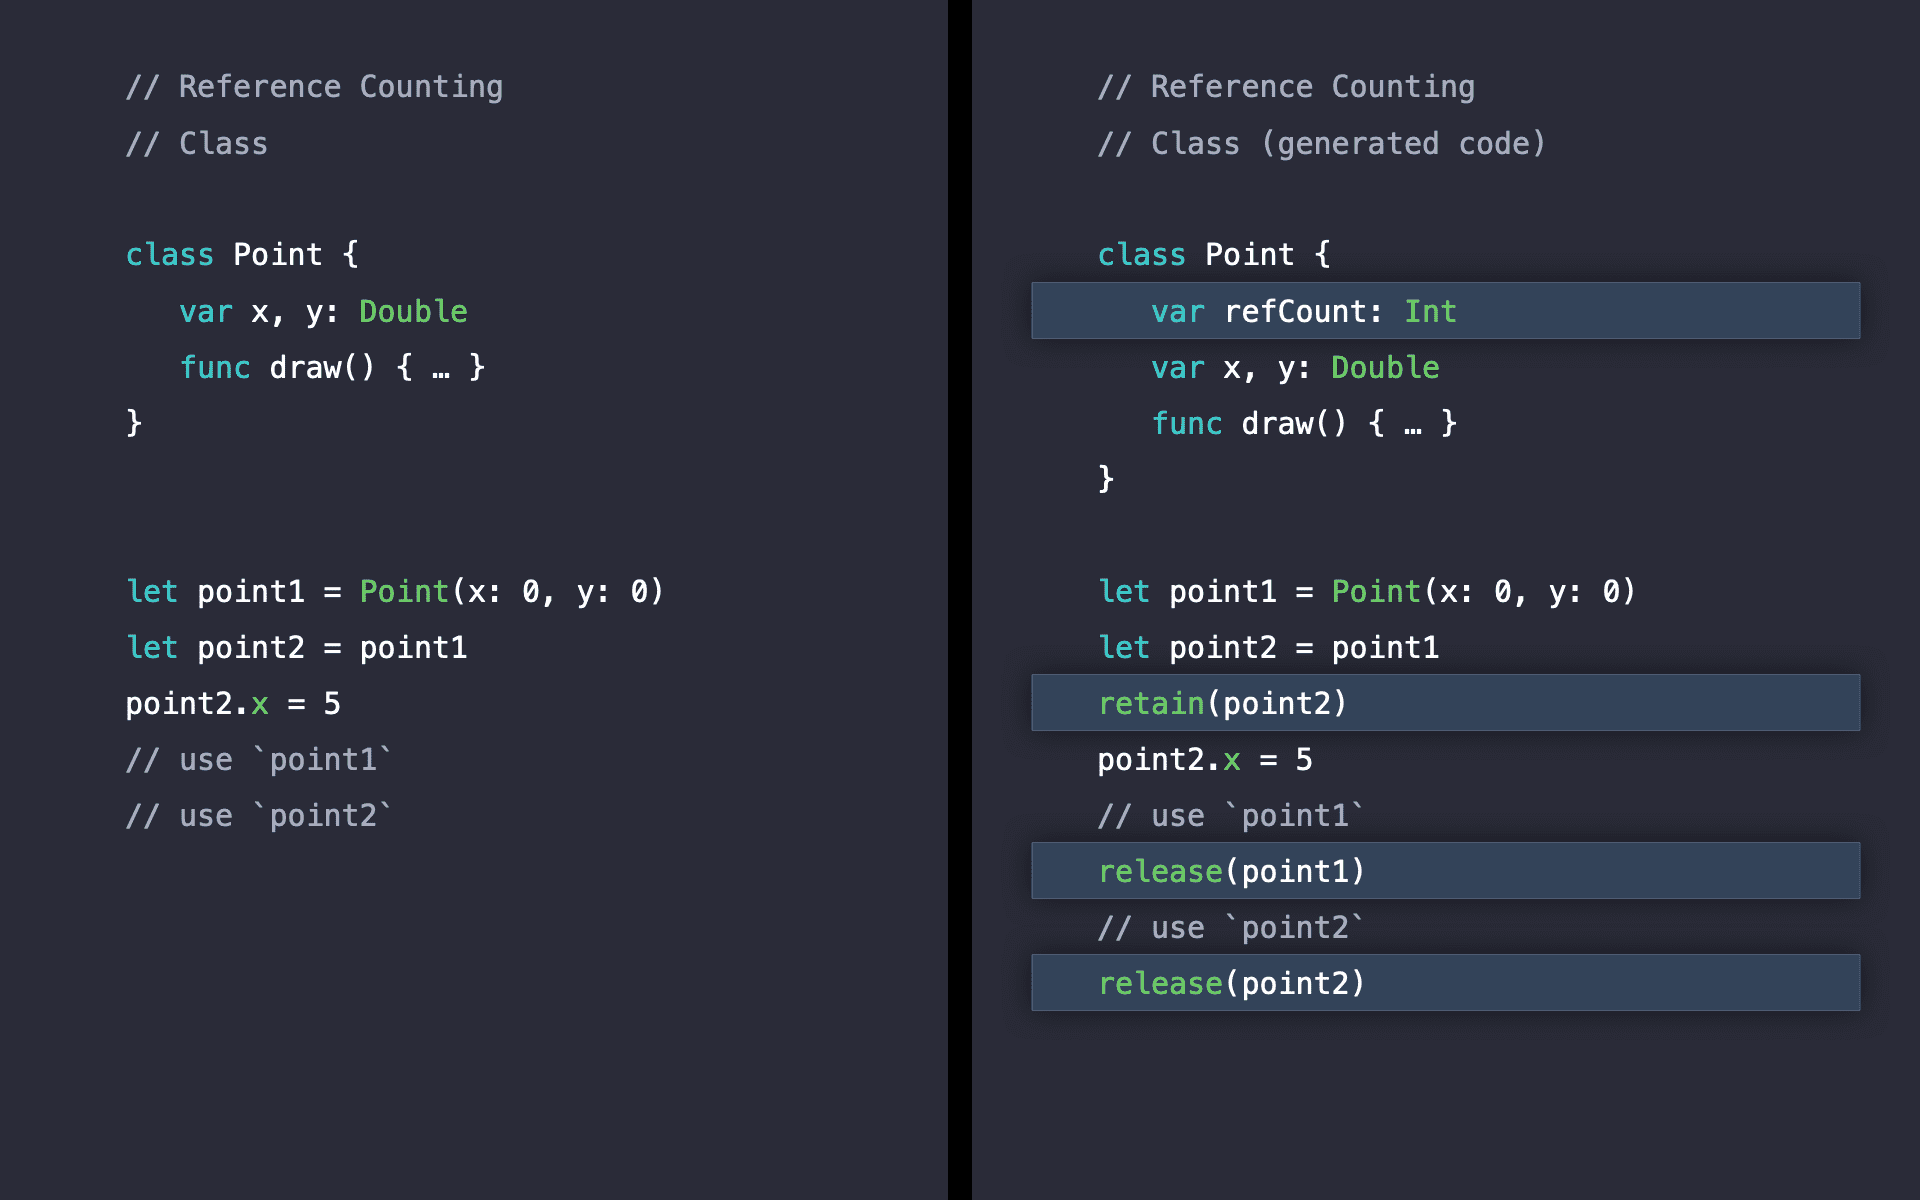 // Reference Counting
// Class
class Point {
   var x, y: Double
   func draw() { … }
}
let point1 = Point(x: 0, y: 0)
let point2 = point1
point2.x = 5
// use `point1`
// use `point2`
// Reference Counting
// Class (generated code)
class Point {
   var refCount: Int
   var x, y: Double
   func draw() { … }
}
let point1 = Point(x: 0, y: 0)
let point2 = point1
retain(point2)
point2.x = 5
// use `point1`
release(point1)
// use `point2`
release(point2)